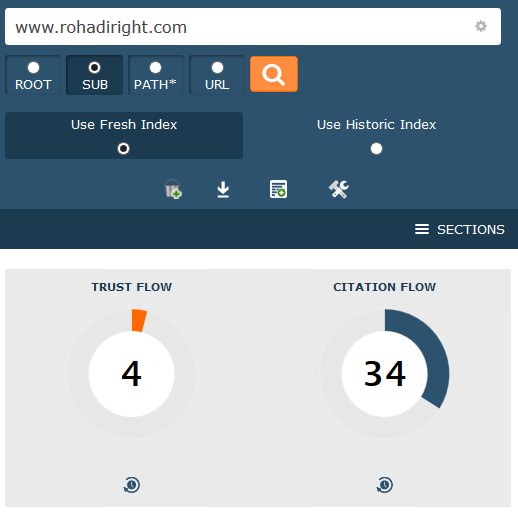 www.rohadiright.com
ROOT SUB PATH* URL
Use Fresh Index Use Historic Index
SECTIONS
TRUST FLOW CITATION FLOW
4 34